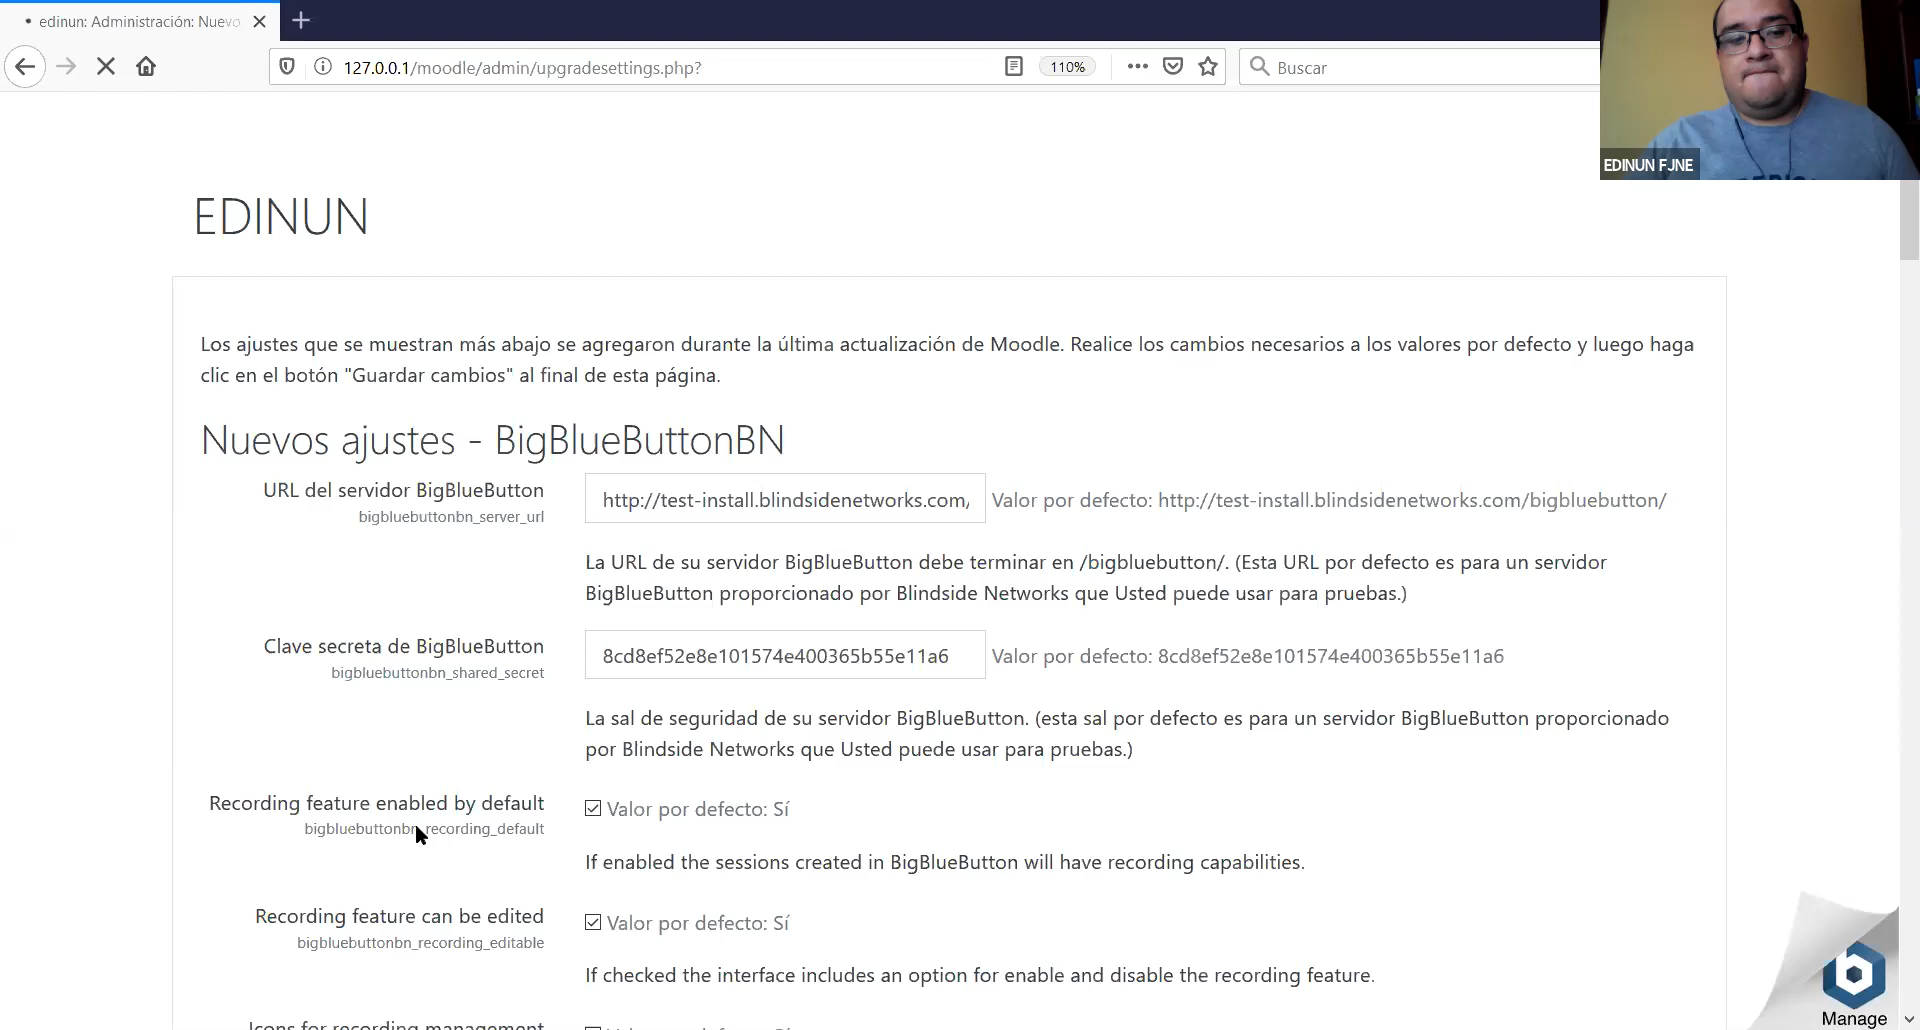 edinun: Administración: Nuevo
127.0.0.1/moodle/admin/upgradesettings.php?
110%
Buscar
EDINUN FJNE
EDINUN
Los ajustes que se muestran más abajo se agregaron durante la última actualización de Moodle. Realice los cambios necesarios a los valores por defecto y luego haga
clic en el botón "Guardar cambios" al final de esta página.
Nuevos ajustes - BigBlueButtonBN
URL del servidor BigBlueButton
http://test-install.blindsidenetworks.com/
Valor por defecto: http://test-install.blindsidenetworks.com/bigbluebutton/
bigbluebuttonbn_server_url
La URL de su servidor BigBlueButton debe terminar en /bigbluebutton/. (Esta URL por defecto es para un servidor
BigBlueButton proporcionado por Blindside Networks que Usted puede usar para pruebas.)
Clave secreta de BigBlueButton
8cd8ef52e8e101574e400365b55e11a6
Valor por defecto: 8cd8ef52e8e101574e400365b55e11a6
bigbluebuttonbn_shared_secret
La sal de seguridad de su servidor BigBlueButton. (esta sal por defecto es para un servidor BigBlueButton proporcionado
por Blindside Networks que Usted puede usar para pruebas.)
Recording feature enabled by default
Valor por defecto: Sí
bigbluebuttonbn_recording_default
If enabled the sessions created in BigBlueButton will have recording capabilities.
Recording feature can be edited
Valor por defecto: Sí
bigbluebuttonbn_recording_editable
If checked the interface includes an option for enable and disable the recording feature.
Icons for recording management
Manage